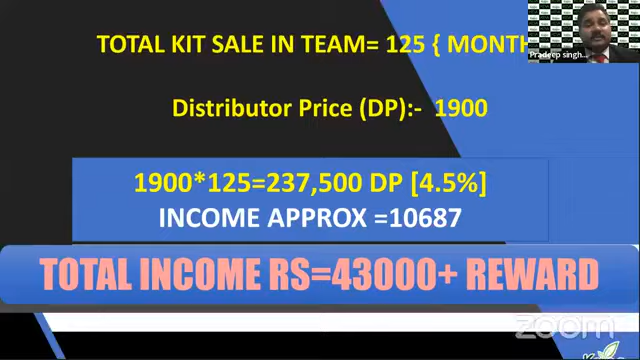 TOTAL KIT SALE IN TEAM= 125 { MONTH
Pradeep singh...
Distributor Price (DP):- 1900
1900*125=237,500 DP [4.5%]
INCOME APPROX =10687
TOTAL INCOME RS=43000+ REWARD
zoom